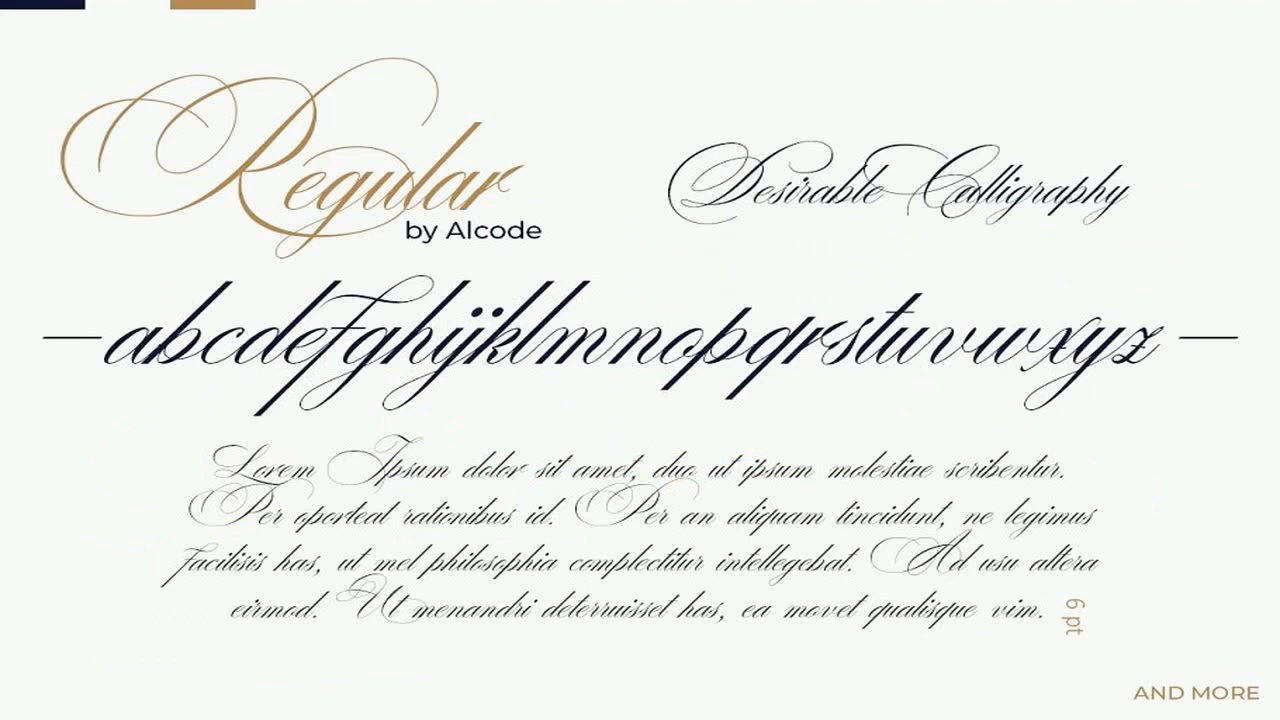 Regular
by Alcode
Desirable Calligraphy
abcdefghijklmnopqrstuvwxyz
Lorem Ipsum dolor sit amet, duo ut ipsum molestiae scribentur.
Per oporteat rationibus id. Per an aliquam tincidunt, ne legimus
facilisis has, ut mel philosophia complectitur intellegebat. Ad usu altera
eirmod. Ut menandri deterruisset has, ea movet qualisque vim.
6 pt
AND MORE